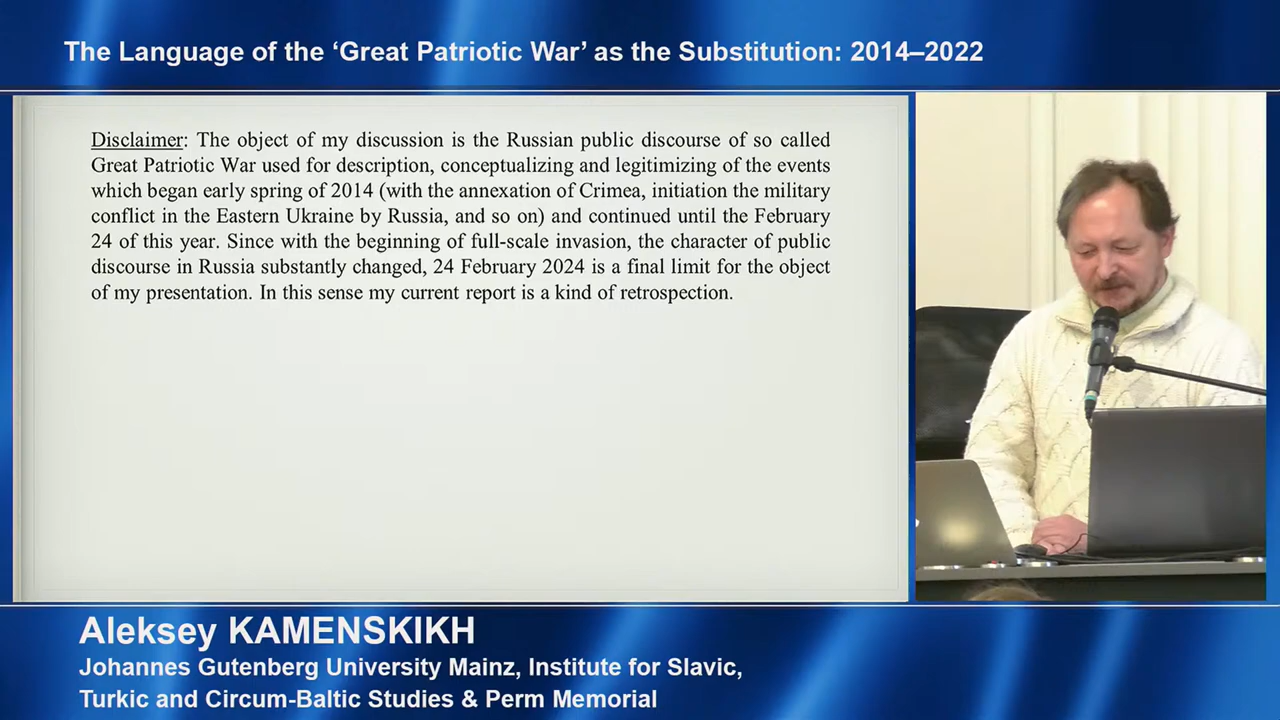 The Language of the ‘Great Patriotic War’ as the Substitution: 2014–2022
Disclaimer: The object of my discussion is the Russian public discourse of so called
Great Patriotic War used for description, conceptualizing and legitimizing of the events
which began early spring of 2014 (with the annexation of Crimea, initiation the military
conflict in the Eastern Ukraine by Russia, and so on) and continued until the February
24 of this year. Since with the beginning of full-scale invasion, the character of public
discourse in Russia substantly changed, 24 February 2024 is a final limit for the object
of my presentation. In this sense my current report is a kind of retrospection.
Aleksey KAMENSKIKH
Johannes Gutenberg University Mainz, Institute for Slavic,
Turkic and Circum-Baltic Studies & Perm Memorial